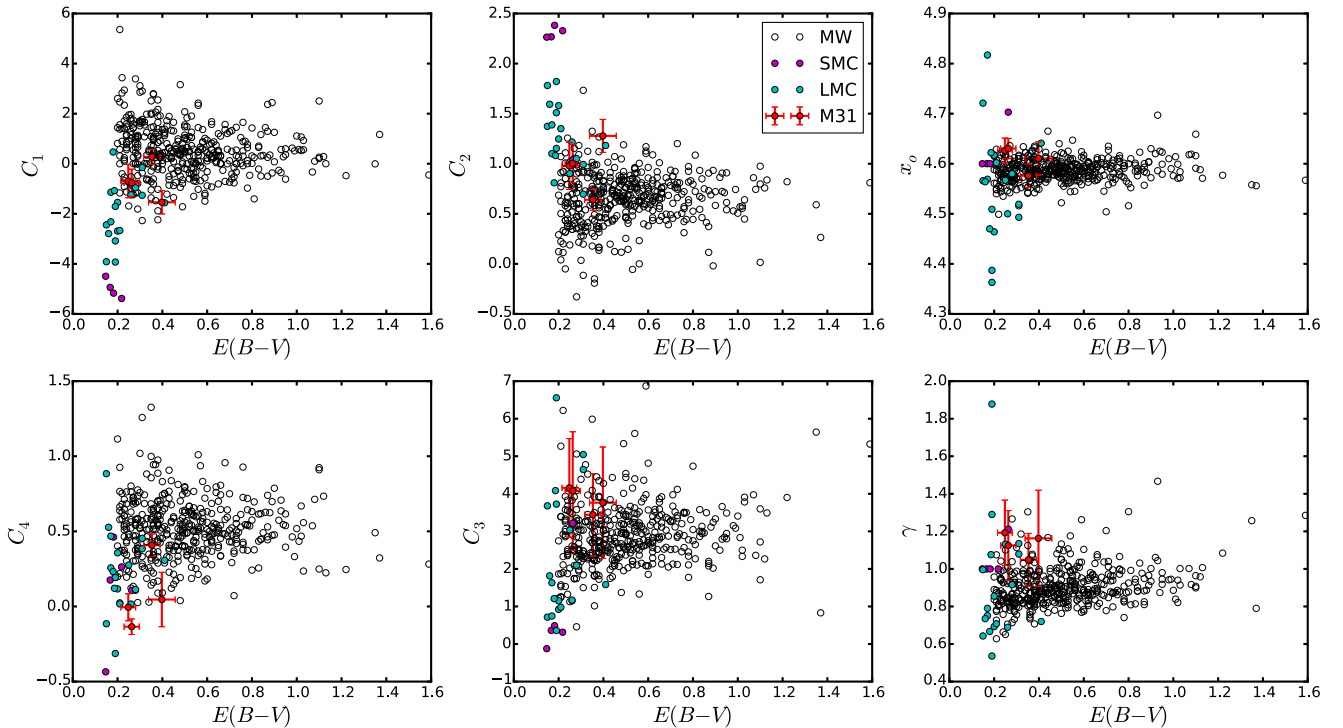 6
4
2
0
−2
−4
−6
C₁
0.0 0.2 0.4 0.6 0.8 1.0 1.2 1.4 1.6
E(B−V)
2.5
2.0
1.5
1.0
0.5
0.0
−0.5
C₂
0.0 0.2 0.4 0.6 0.8 1.0 1.2 1.4 1.6
E(B−V)
MW
SMC
LMC
M31
4.9
4.8
4.7
4.6
4.5
4.4
4.3
xₒ
0.0 0.2 0.4 0.6 0.8 1.0 1.2 1.4 1.6
E(B−V)
1.5
1.0
0.5
0.0
−0.5
C₄
0.0 0.2 0.4 0.6 0.8 1.0 1.2 1.4 1.6
E(B−V)
7
6
5
4
3
2
1
0
−1
C₃
0.0 0.2 0.4 0.6 0.8 1.0 1.2 1.4 1.6
E(B−V)
2.0
1.8
1.6
1.4
1.2
1.0
0.8
0.6
0.4
γ
0.0 0.2 0.4 0.6 0.8 1.0 1.2 1.4 1.6
E(B−V)